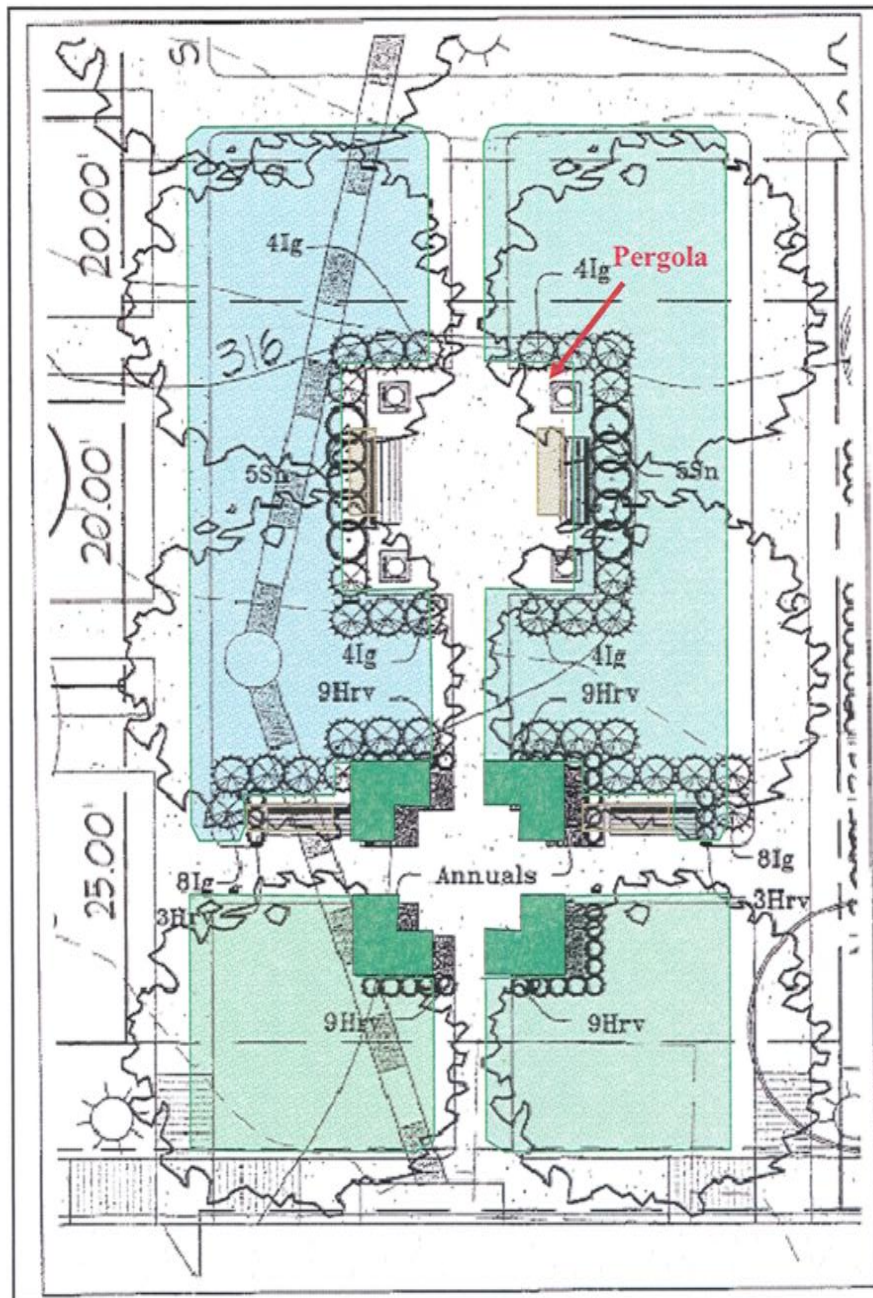 S
20.00'
4Ig
4Ig
Pergola
316
5Sn
5Sn
20.00'
4Ig
4Ig
9Hrv
9Hrv
25.00'
8Ig
Annuals
8Ig
3Hrv
3Hrv
9Hrv
9Hrv